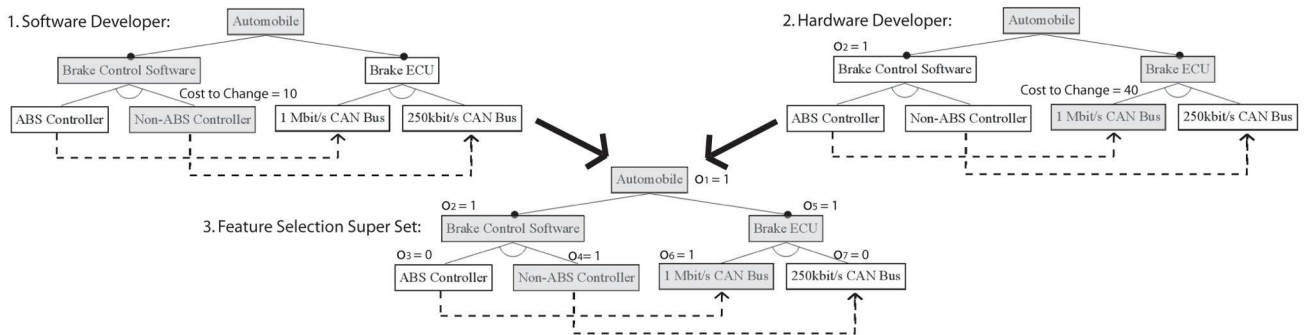 1. Software Developer:
Automobile
Brake Control Software
Brake ECU
Cost to Change = 10
ABS Controller
Non-ABS Controller
1 Mbit/s CAN Bus
250kbit/s CAN Bus
2. Hardware Developer:
Automobile
O2 = 1
Brake Control Software
Brake ECU
Cost to Change = 40
ABS Controller
Non-ABS Controller
1 Mbit/s CAN Bus
250kbit/s CAN Bus
3. Feature Selection Super Set:
Automobile
O1 = 1
O2 = 1
O5 = 1
Brake Control Software
Brake ECU
O3 = 0
O4= 1
O6 = 1
O7 = 0
ABS Controller
Non-ABS Controller
1 Mbit/s CAN Bus
250kbit/s CAN Bus